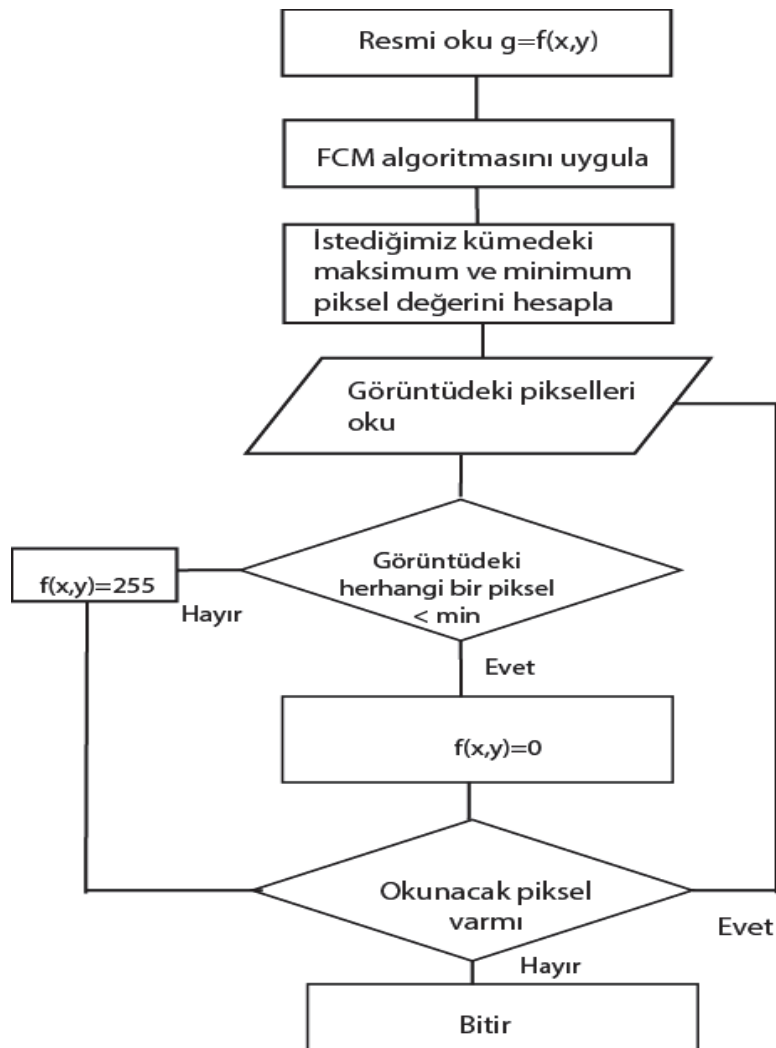 Resmi oku g=f(x,y)
FCM algoritmasını uygula
İstediğimiz kümedeki
maksimum ve minimum
piksel değerini hesapla
Görüntüdeki pikselleri
oku
Görüntüdeki
herhangi bir piksel
< min
f(x,y)=255
Hayır
Evet
f(x,y)=0
Okunacak piksel
varmı
Evet
Hayır
Bitir